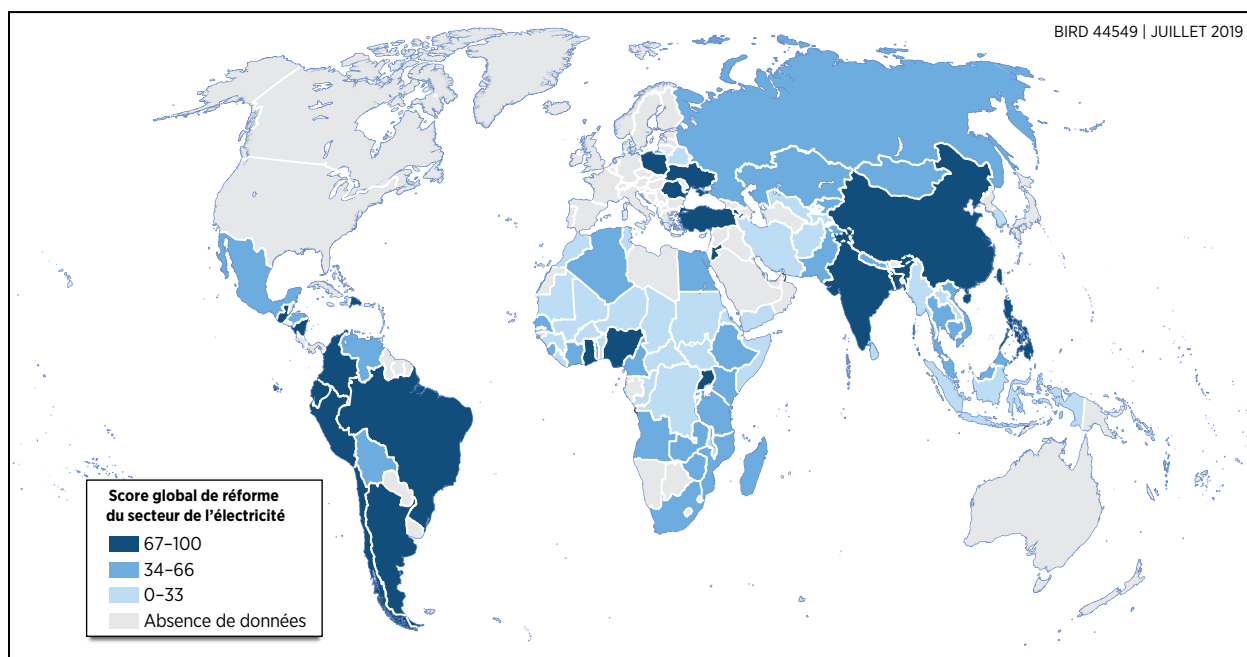 BIRD 44549 | JUILLET 2019
Score global de réforme
du secteur de l’électricité
67–100
34–66
0–33
Absence de données